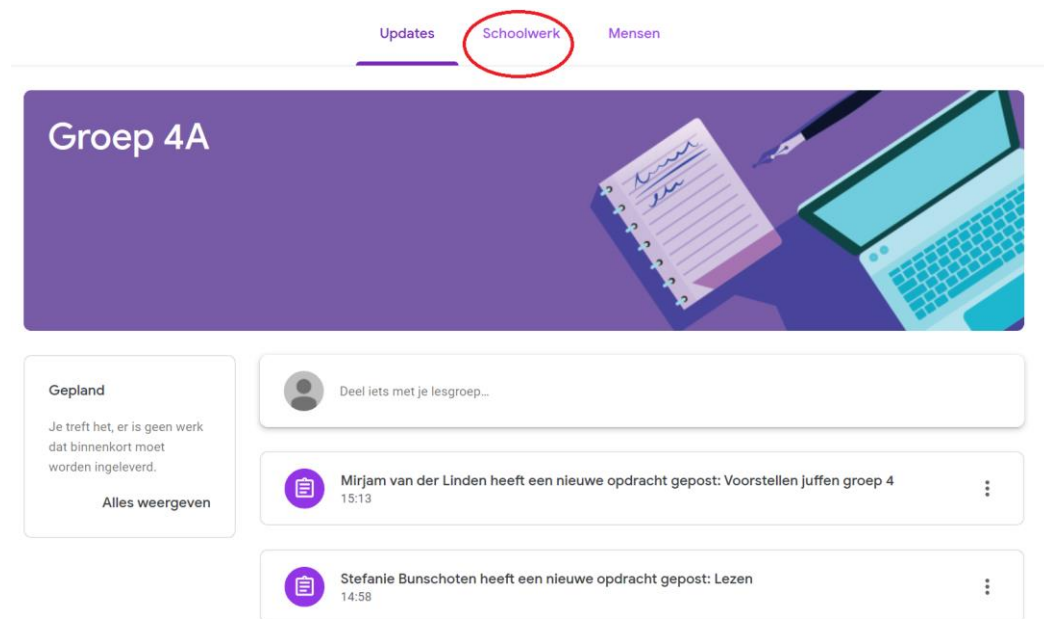 Updates Schoolwerk Mensen
Groep 4A
Gepland
Je treft het, er is geen werk
dat binnenkort moet
worden ingeleverd.
Alles weergeven
Deel iets met je lesgroep...
Mirjam van der Linden heeft een nieuwe opdracht gepost: Voorstellen juffen groep 4
15:13
Stefanie Bunschoten heeft een nieuwe opdracht gepost: Lezen
14:58